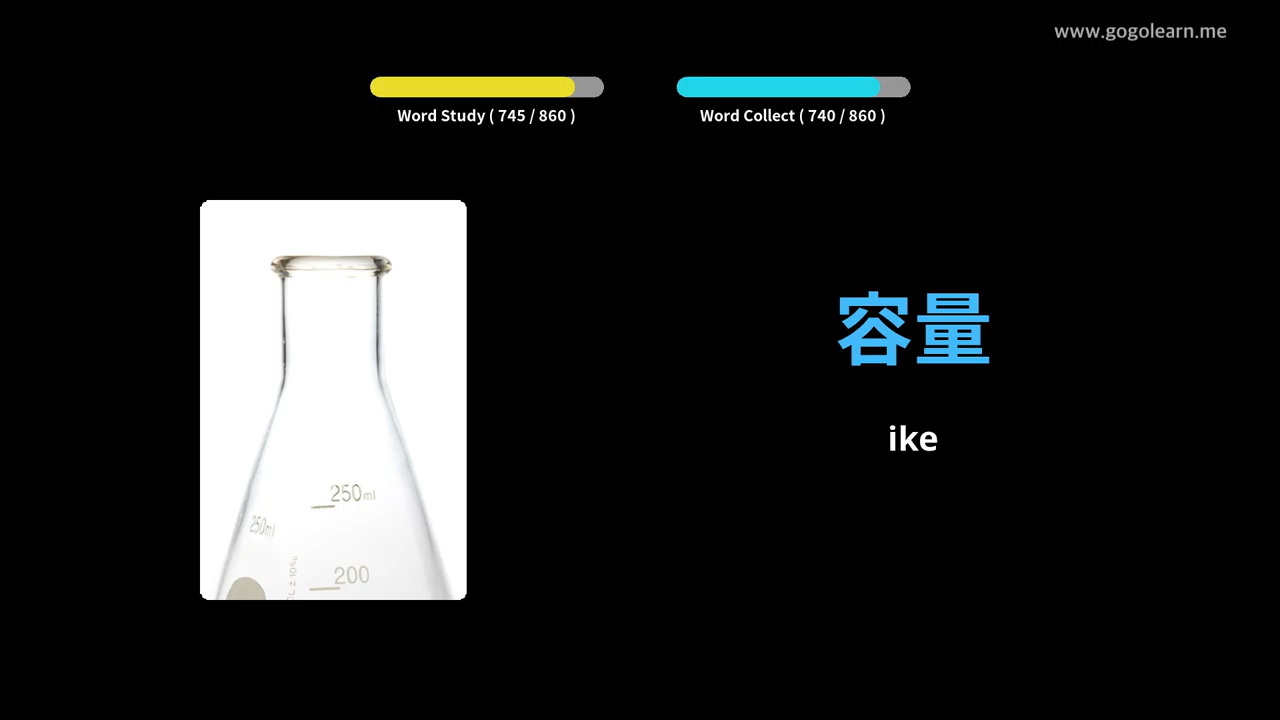 www.gogolearn.me
Word Study ( 745 / 860 )
Word Collect ( 740 / 860 )
容量
ike
250ml
250ml
200